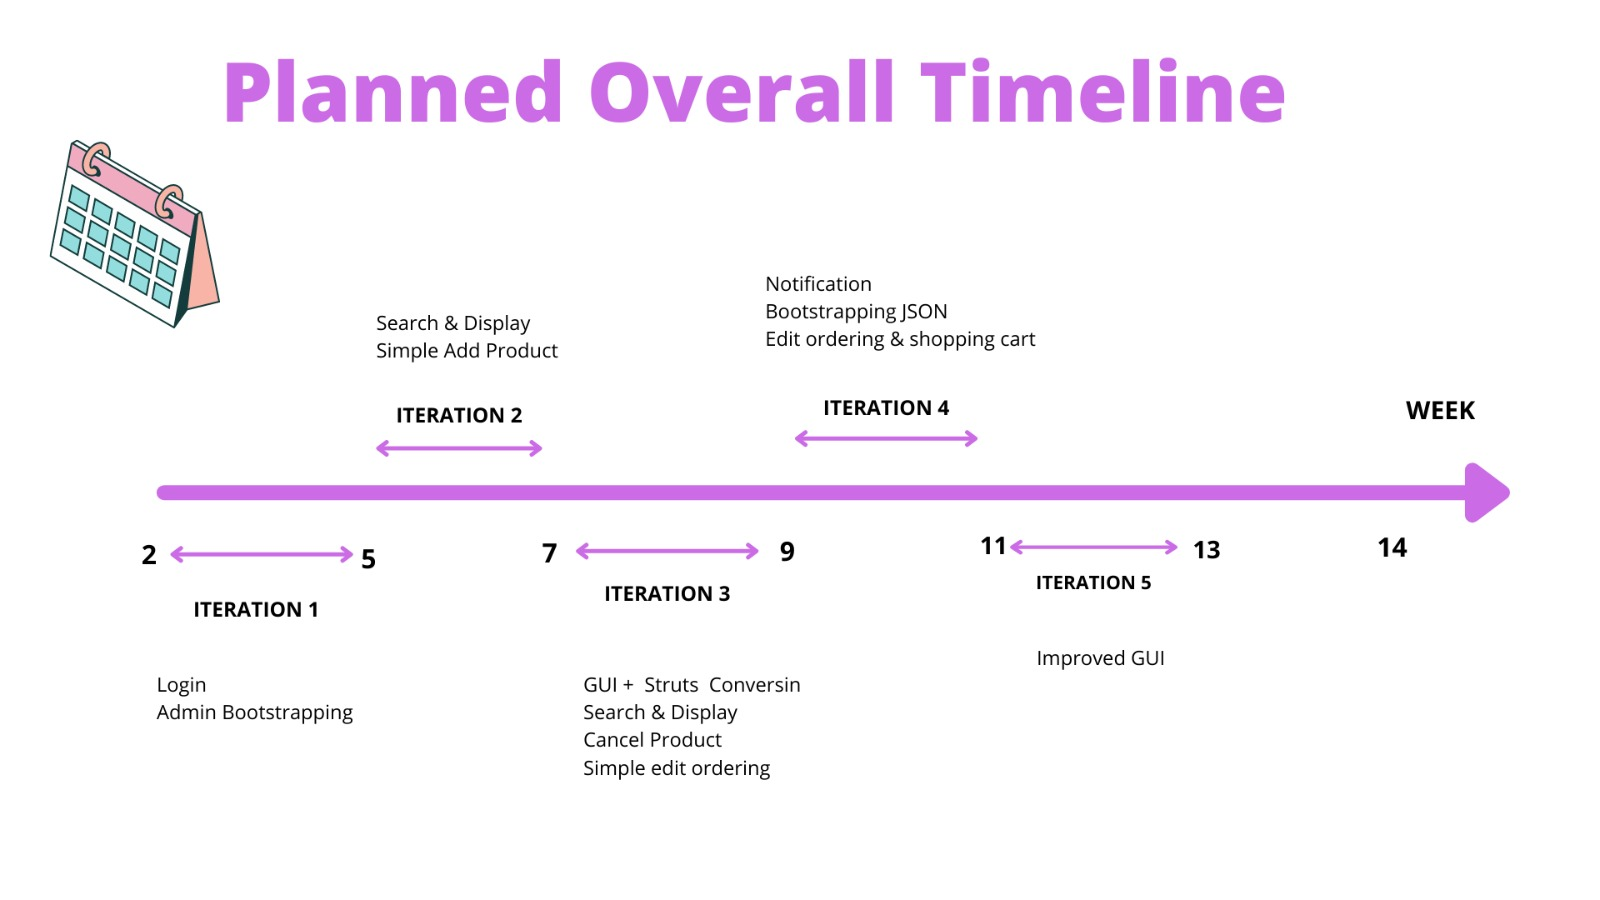 Planned Overall Timeline
Notification
Bootstrapping JSON
Edit ordering & shopping cart
Search & Display
Simple Add Product
ITERATION 2
ITERATION 4
WEEK
2
5
7
9
11
13
14
ITERATION 1
ITERATION 3
ITERATION 5
Improved GUI
Login
Admin Bootstrapping
GUI +  Struts  Conversin
Search & Display
Cancel Product
Simple edit ordering